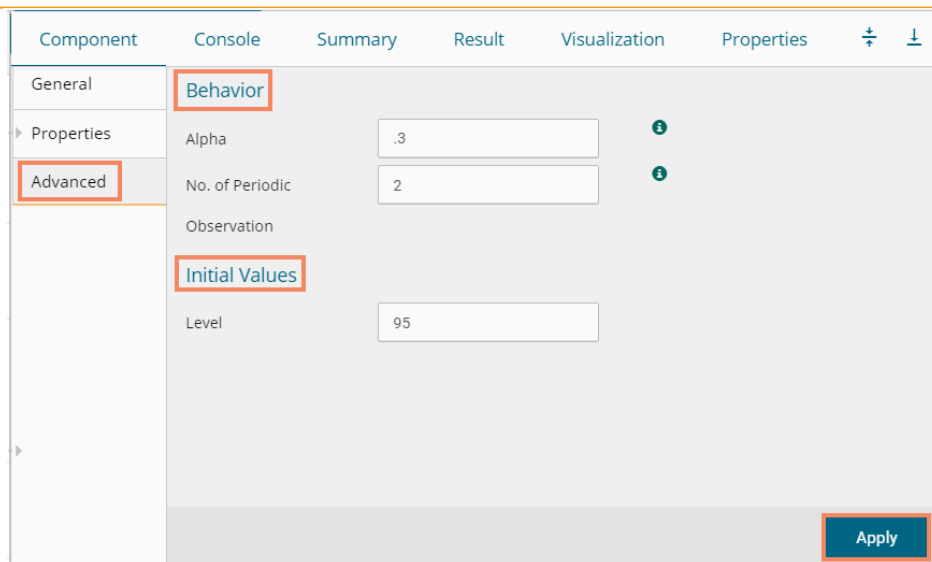 Component Console Summary Result Visualization Properties
General
Properties
Advanced
Behavior
Alpha .3
No. of Periodic 2
Observation
Initial Values
Level 95
Apply